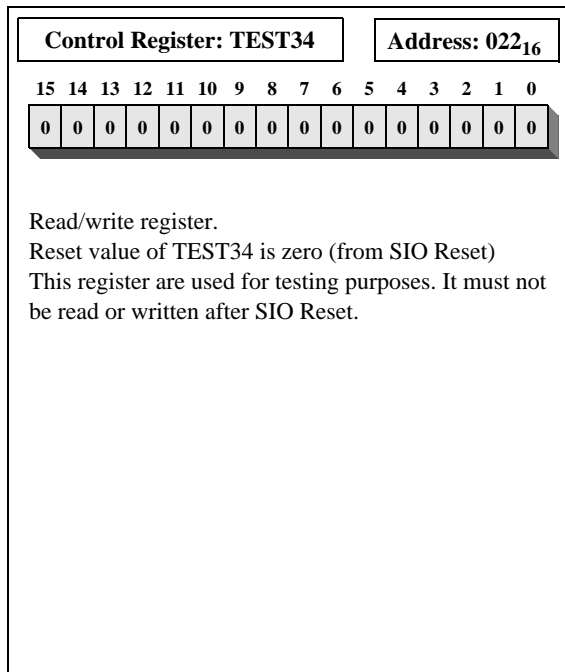 Control Register: TEST34
Address: 022₁₆
15 14 13 12 11 10 9 8 7 6 5 4 3 2 1 0
0 0 0 0 0 0 0 0 0 0 0 0 0 0 0 0
Read/write register.
Reset value of TEST34 is zero (from SIO Reset)
This register are used for testing purposes. It must not
be read or written after SIO Reset.